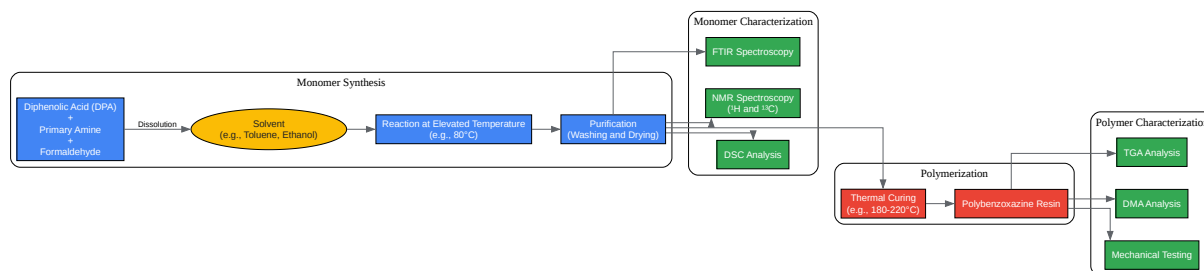 Monomer Synthesis
Diphenolic Acid (DPA)
+
Primary Amine
+
Formaldehyde
Dissolution
Solvent
(e.g., Toluene, Ethanol)
Reaction at Elevated Temperature
(e.g., 80°C)
Purification
(Washing and Drying)
Monomer Characterization
FTIR Spectroscopy
NMR Spectroscopy
(¹H and ¹³C)
DSC Analysis
Polymerization
Thermal Curing
(e.g., 180-220°C)
Polybenzoxazine Resin
Polymer Characterization
TGA Analysis
DMA Analysis
Mechanical Testing